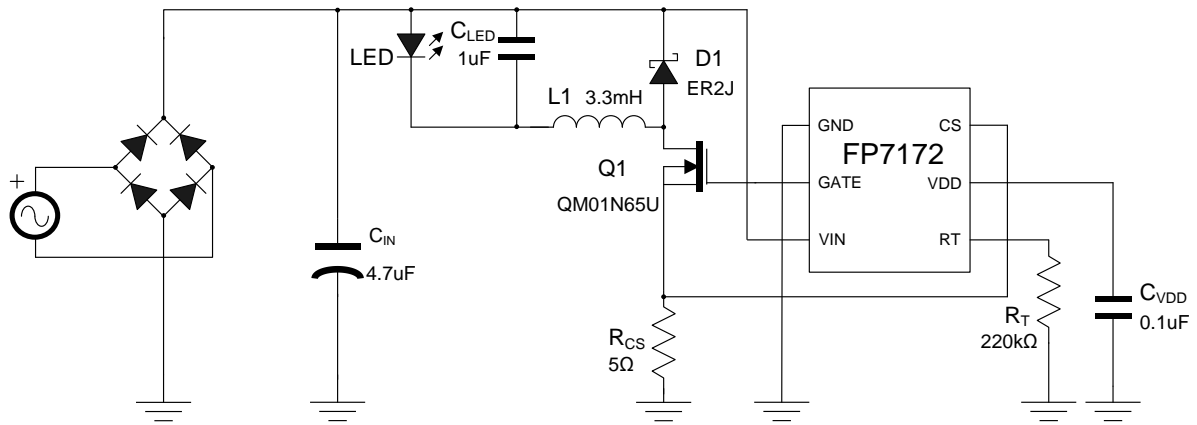 LED
CLED
1uF
D1
ER2J
L1 3.3mH
Q1
QM01N65U
GND
CS
FP7172
GATE
VDD
VIN
RT
+
CIN
4.7uF
RCS
5Ω
RT
220kΩ
CVDD
0.1uF